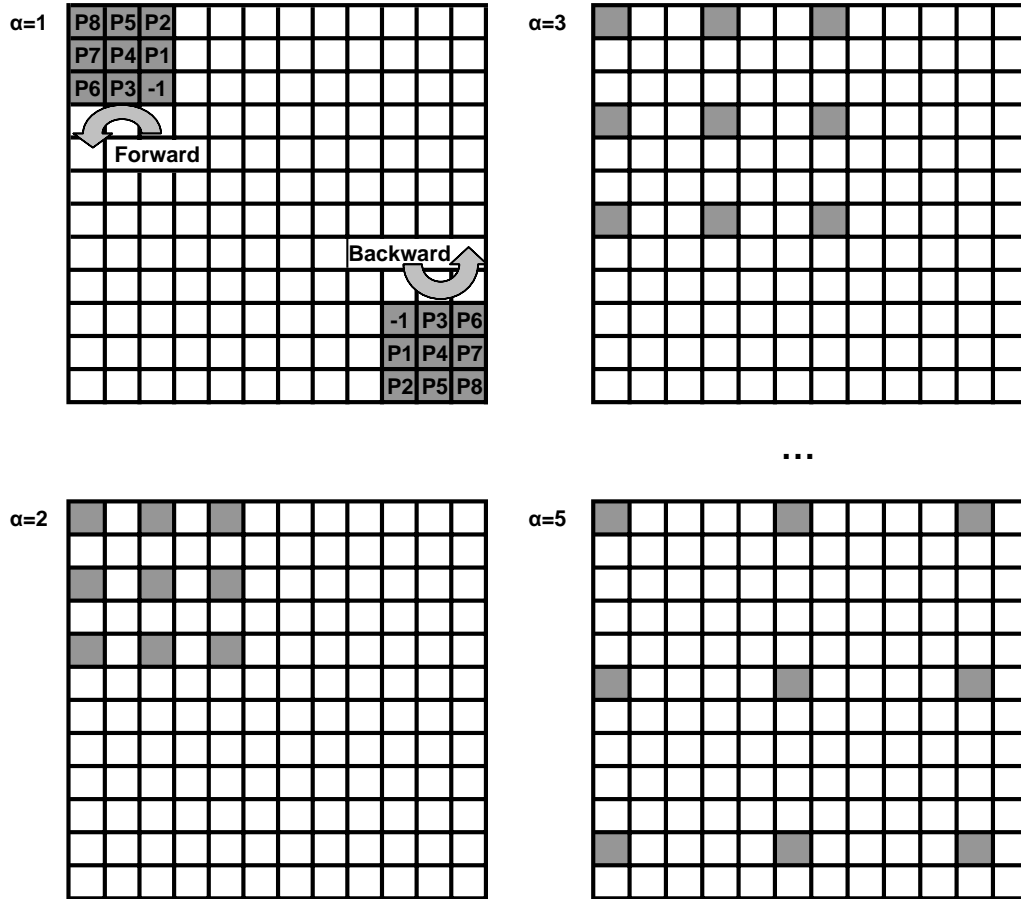 α=1
P8 P5 P2
P7 P4 P1
P6 P3 -1
Forward
Backward
-1 P3 P6
P1 P4 P7
P2 P5 P8
α=3
...
α=2
α=5